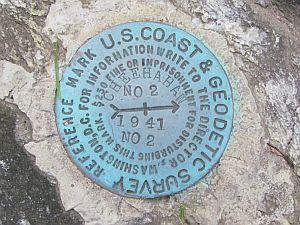 U.S. COAST & GEODETIC SURVEY
REFERENCE MARK
FOR INFORMATION WRITE TO THE DIRECTOR, WASHINGTON, D.C.
$250 FINE OR IMPRISONMENT FOR DISTURBING THIS MARK.
CHEEHAHA
NO 2
1941
NO 2